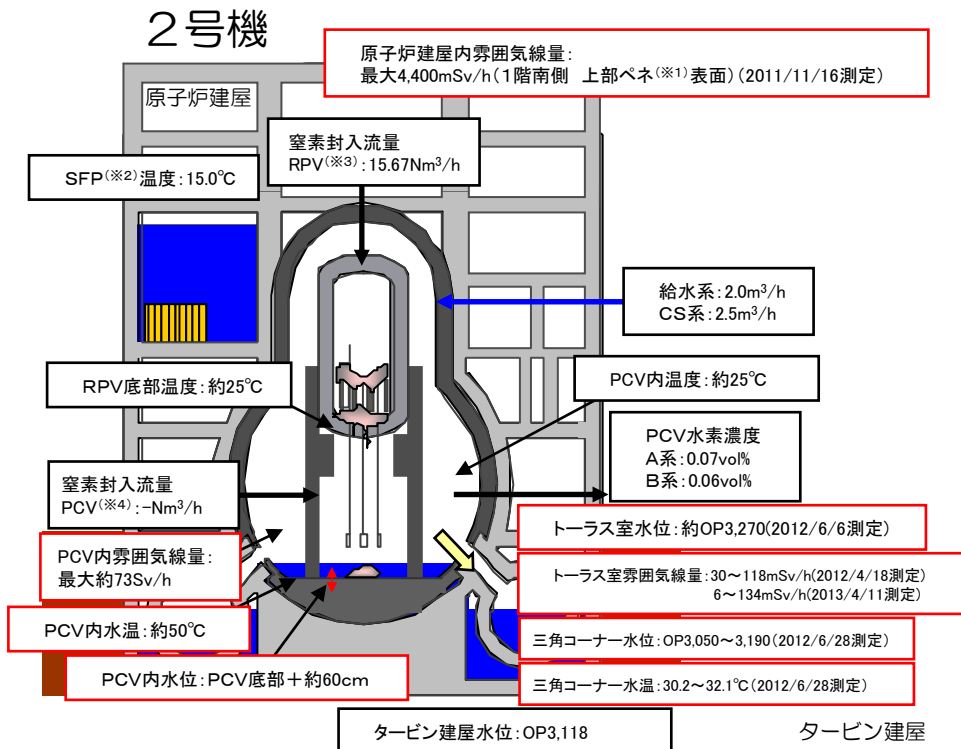 2号機
原子炉建屋内雰囲気線量：
最大4,400mSv/h（1階南側　上部ペネ(※1)表面）（2011/11/16測定）
原子炉建屋
窒素封入流量
RPV(※3)：15.67Nm³/h
SFP(※2)温度：15.0℃
給水系：2.0m³/h
CS系：2.5m³/h
RPV底部温度：約25℃
PCV内温度：約25℃
PCV水素濃度
A系：0.07vol%
B系：0.06vol%
窒素封入流量
PCV(※4)：-Nm³/h
トーラス室水位：約OP3,270(2012/6/6測定)
PCV内雰囲気線量：
最大約73Sv/h
トーラス室雰囲気線量：30～118mSv/h(2012/4/18測定)
6～134mSv/h(2013/4/11測定)
PCV内水温：約50℃
三角コーナー水位：OP3,050～3,190(2012/6/28測定)
PCV内水位：PCV底部＋約60cm
三角コーナー水温：30.2～32.1℃(2012/6/28測定)
タービン建屋水位：OP3,118
タービン建屋